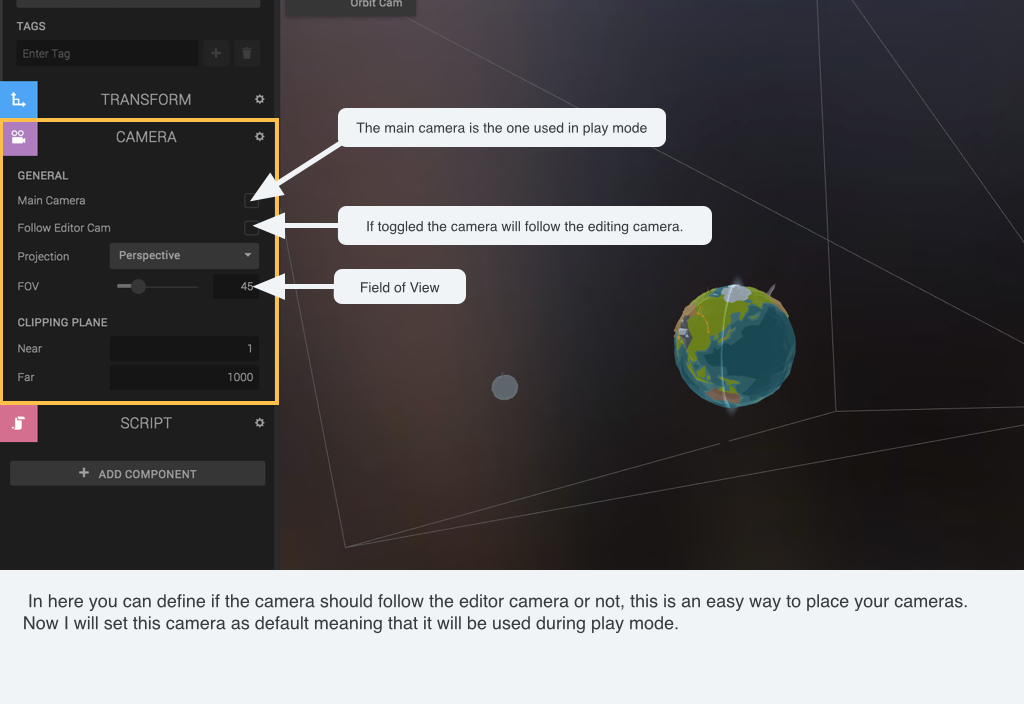 Orbit Cam
TAGS
Enter Tag
TRANSFORM
CAMERA
The main camera is the one used in play mode
GENERAL
Main Camera
Follow Editor Cam
If toggled the camera will follow the editing camera.
Projection
Perspective
FOV
45
Field of View
CLIPPING PLANE
Near
1
Far
1000
SCRIPT
+ ADD COMPONENT
In here you can define if the camera should follow the editor camera or not, this is an easy way to place your cameras.
Now I will set this camera as default meaning that it will be used during play mode.